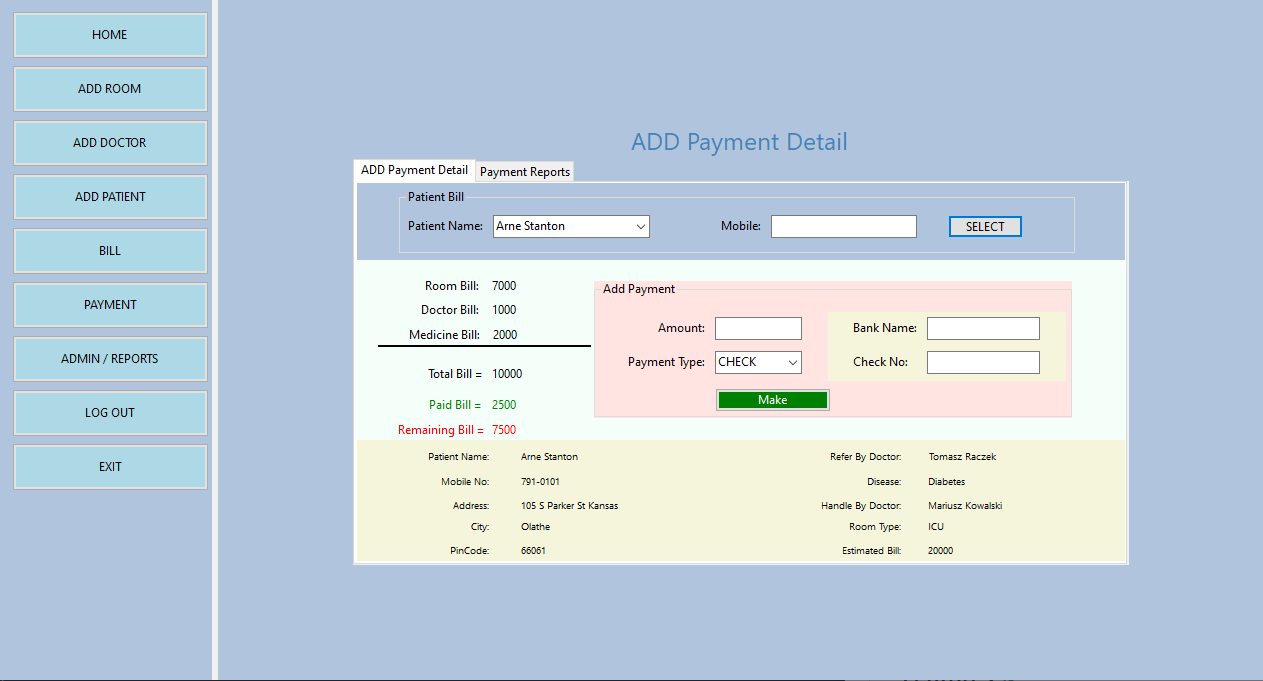 HOME
ADD ROOM
ADD DOCTOR
ADD PATIENT
BILL
PAYMENT
ADMIN / REPORTS
LOG OUT
EXIT
ADD Payment Detail
ADD Payment Detail Payment Reports
Patient Bill
Patient Name: Arne Stanton Mobile: SELECT
Room Bill: 7000
Doctor Bill: 1000
Medicine Bill: 2000
Total Bill = 10000
Paid Bill = 2500
Remaining Bill = 7500
Add Payment
Amount: Bank Name:
Payment Type: CHECK Check No:
Make
Patient Name: Arne Stanton Refer By Doctor: Tomasz Raczek
Mobile No: 791-0101 Disease: Diabetes
Address: 105 S Parker St Kansas Handle By Doctor: Mariusz Kowalski
City: Olathe Room Type: ICU
PinCode: 66061 Estimated Bill: 20000